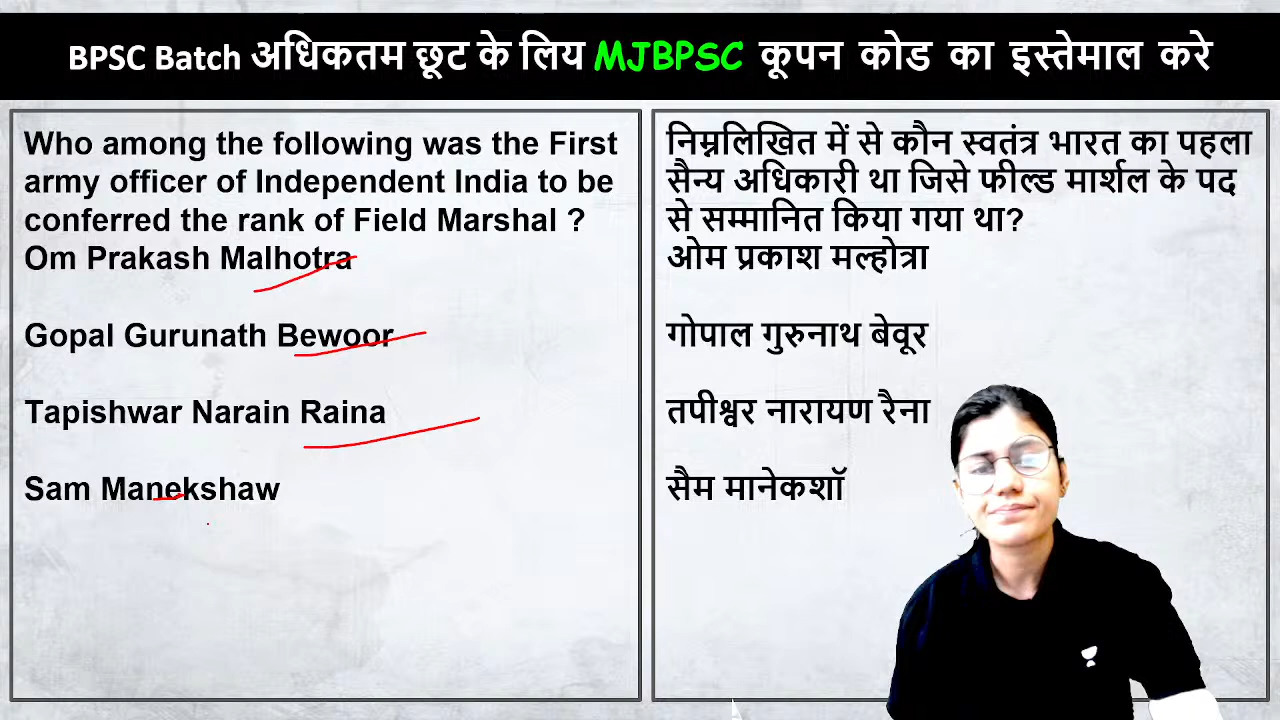 BPSC Batch अधिकतम छूट के लिय MJBPSC कूपन कोड का इस्तेमाल करे
Who among the following was the First
army officer of Independent India to be
conferred the rank of Field Marshal ?
Om Prakash Malhotra
Gopal Gurunath Bewoor
Tapishwar Narain Raina
Sam Manekshaw
निम्नलिखित में से कौन स्वतंत्र भारत का पहला
सैन्य अधिकारी था जिसे फील्ड मार्शल के पद
से सम्मानित किया गया था?
ओम प्रकाश मल्होत्रा
गोपाल गुरुनाथ बेवूर
तपीश्वर नारायण रैना
सैम मानेकशॉ